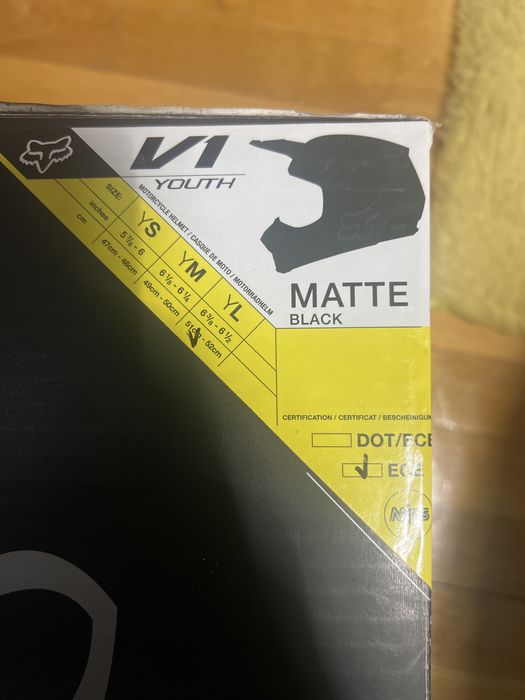 V1
YOUTH
MOTORCYCLE HELMET / CASQUE DE MOTO / MOTORRADHELM
SIZE: YS YM YL
inches 5 7/8 - 6 6 1/8 - 6 1/4 6 3/8 - 6 1/2
cm 47cm - 48cm 49cm - 50cm - 52cm
MATTE
BLACK
CERTIFICATION / CERTIFICAT / BESCHEINIGUN
DOT/ECE
ECE